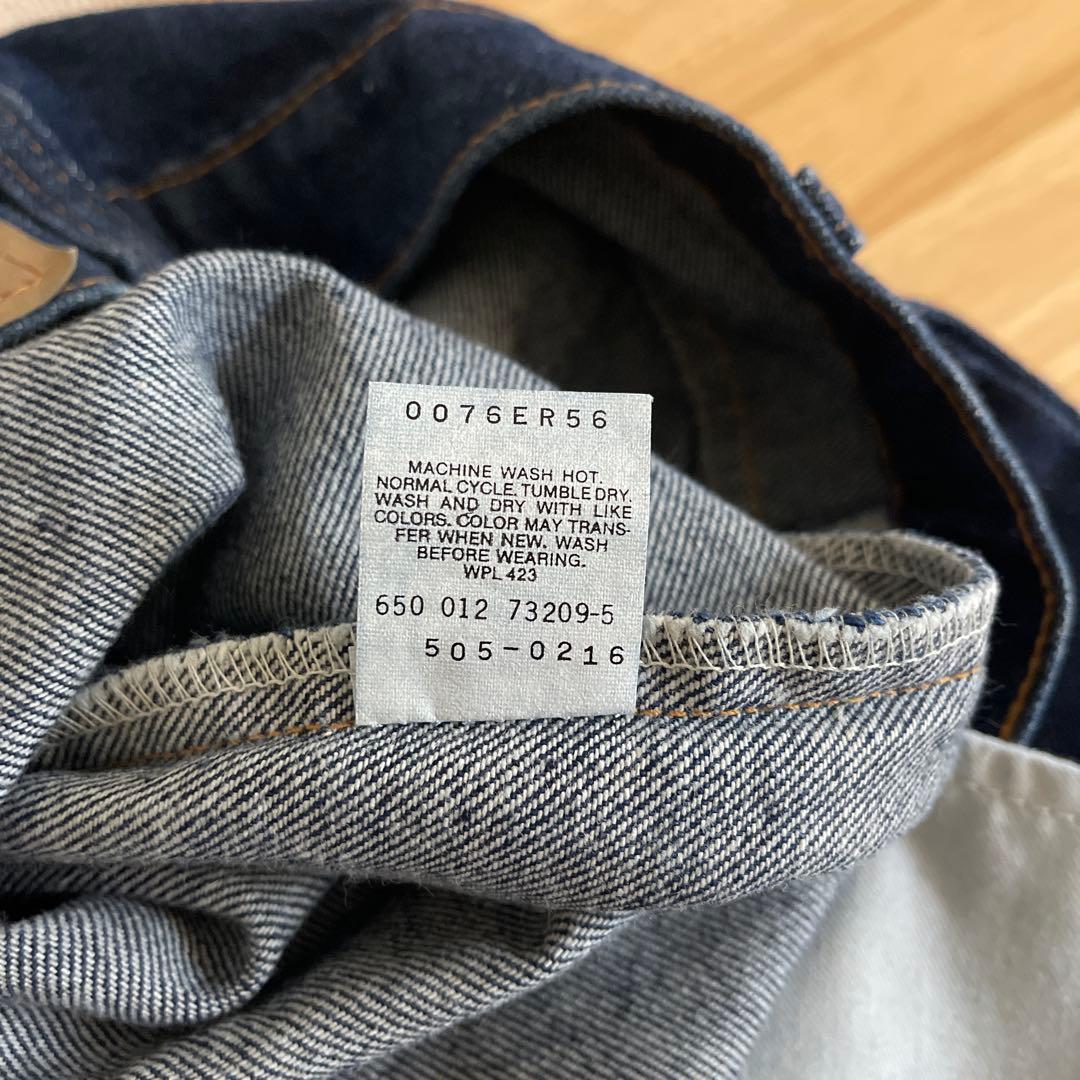 0076ER56
MACHINE WASH HOT.
NORMAL CYCLE. TUMBLE DRY.
WASH AND DRY WITH LIKE
COLORS. COLOR MAY TRANS-
FER WHEN NEW. WASH
BEFORE WEARING.
WPL 423
650 012 73209-5
505-0216